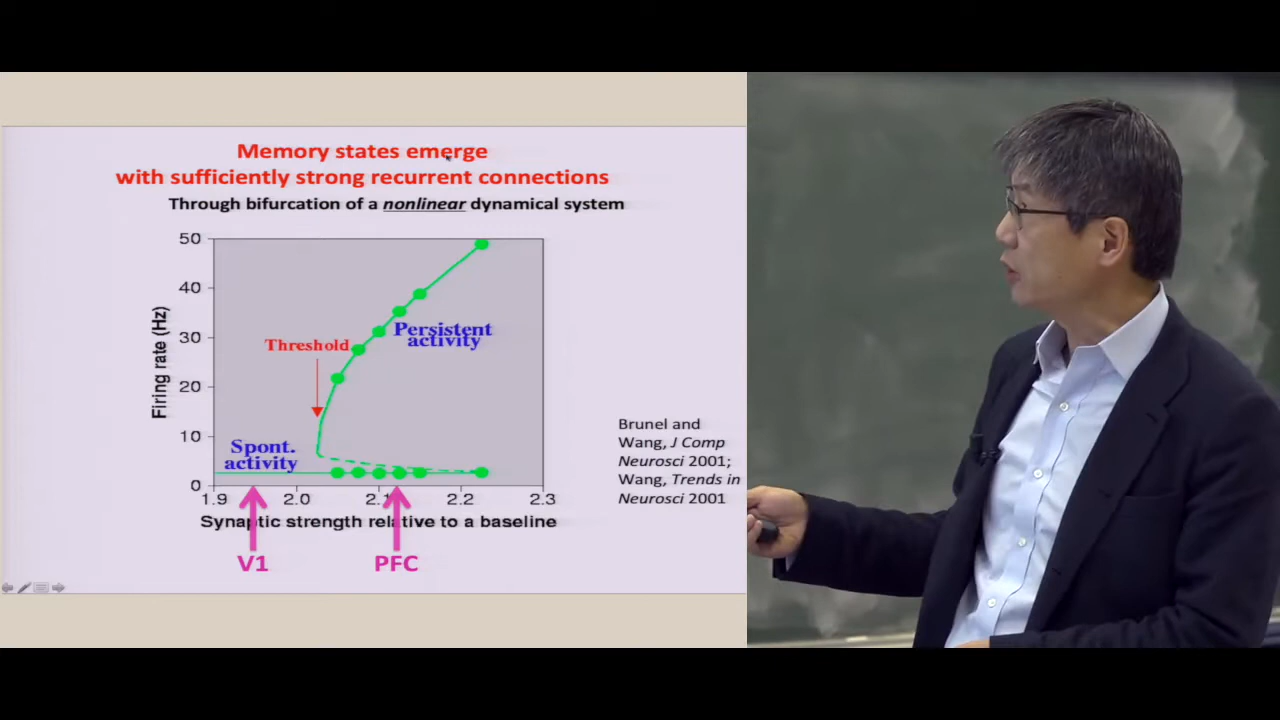 Memory states emerge
with sufficiently strong recurrent connections
Through bifurcation of a nonlinear dynamical system
50
40
30
20
10
0
Firing rate (Hz)
Threshold
Persistent
activity
Spont.
activity
1.9
2.0
2.1
2.2
2.3
Synaptic strength relative to a baseline
V1
PFC
Brunel and
Wang, J Comp
Neurosci 2001;
Wang, Trends in
Neurosci 2001